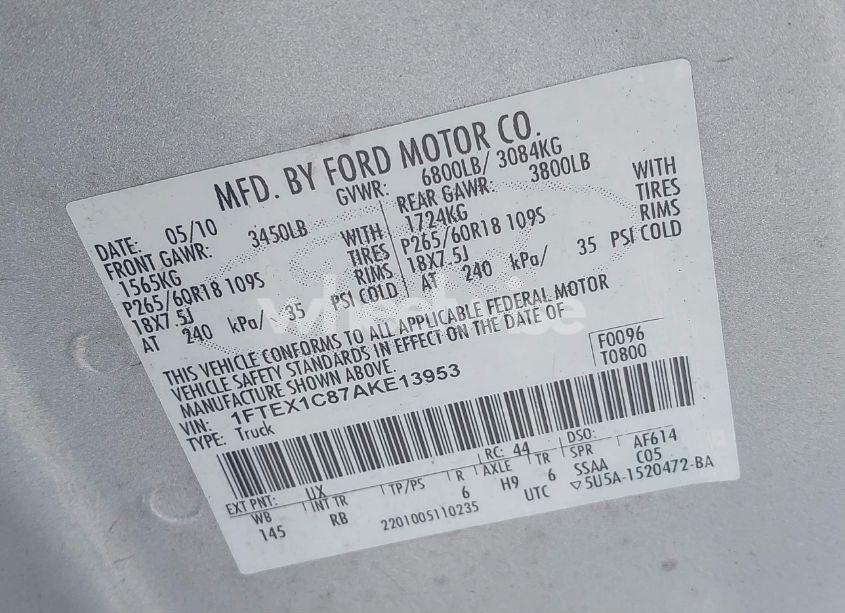 MFD. BY FORD MOTOR CO.
DATE: 05/10 GVWR: 6800LB/ 3084KG
FRONT GAWR: 3450LB REAR GAWR: 3800LB
1565KG WITH 1724KG WITH
P265/60R18 109S TIRES P265/60R18 109S TIRES
18X7.5J RIMS 18X7.5J RIMS
AT 240 kPa/ 35 PSI COLD AT 240 kPa/ 35 PSI COLD
THIS VEHICLE CONFORMS TO ALL APPLICABLE FEDERAL MOTOR
VEHICLE SAFETY STANDARDS IN EFFECT ON THE DATE OF
MANUFACTURE SHOWN ABOVE.
VIN: 1FTEX1C87AKE13953
TYPE: Truck
F0096
T0800
EXT PNT: UX RC: 44 DSO: AF614
WB INT TR TP/PS R AXLE TR SPR C05
145 RB 6 H9 6 SSAA
2201005110235 UTC ▽5U5A-1520472-BA